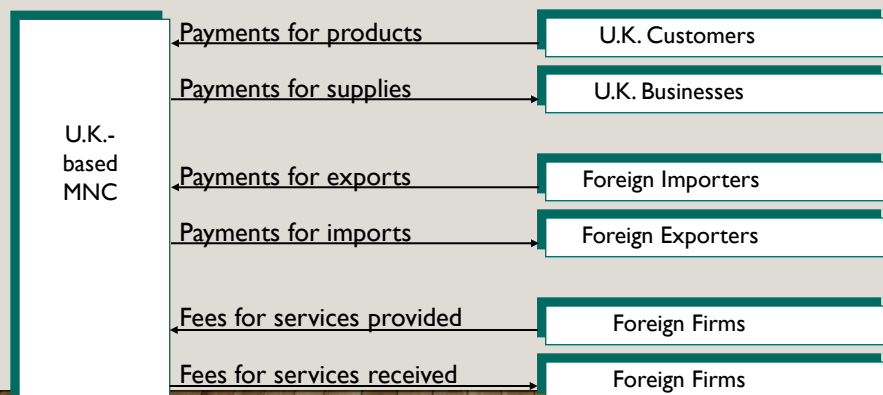 Payments for products
U.K. Customers
Payments for supplies
U.K. Businesses
U.K.-
based
MNC
Payments for exports
Foreign Importers
Payments for imports
Foreign Exporters
Fees for services provided
Foreign Firms
Fees for services received
Foreign Firms